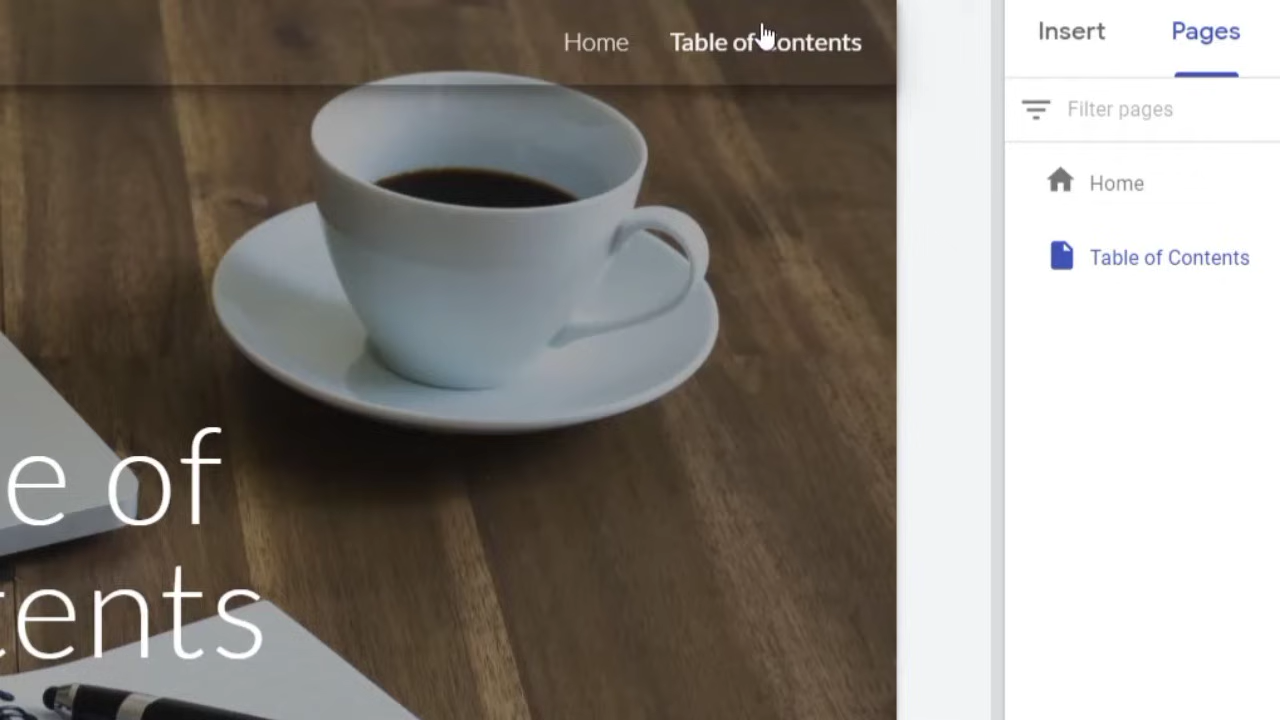 Home Table of Contents
e of
tents
Insert Pages
Filter pages
Home
Table of Contents